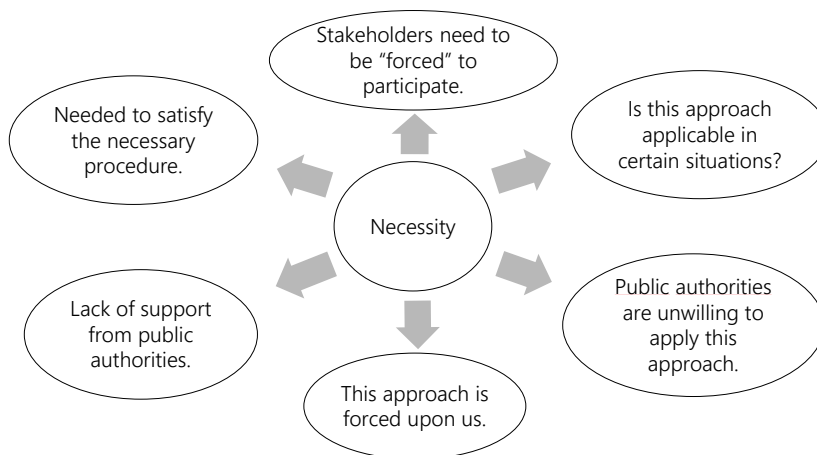 Stakeholders need to
be “forced” to
participate.
Needed to satisfy
the necessary
procedure.
Is this approach
applicable in
certain situations?
Necessity
Lack of support
from public
authorities.
Public authorities
are unwilling to
apply this
approach.
This approach is
forced upon us.